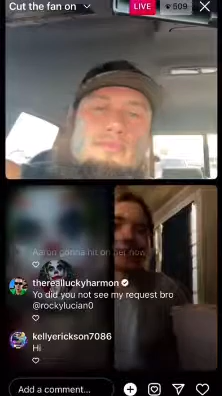 Cut the fan on
LIVE
509
Aaron gonna hit on her now
thereallluckyharmon
Yo did you not see my request bro
@rockylucian0
kellyerickson7086
Hi
Add a comment...